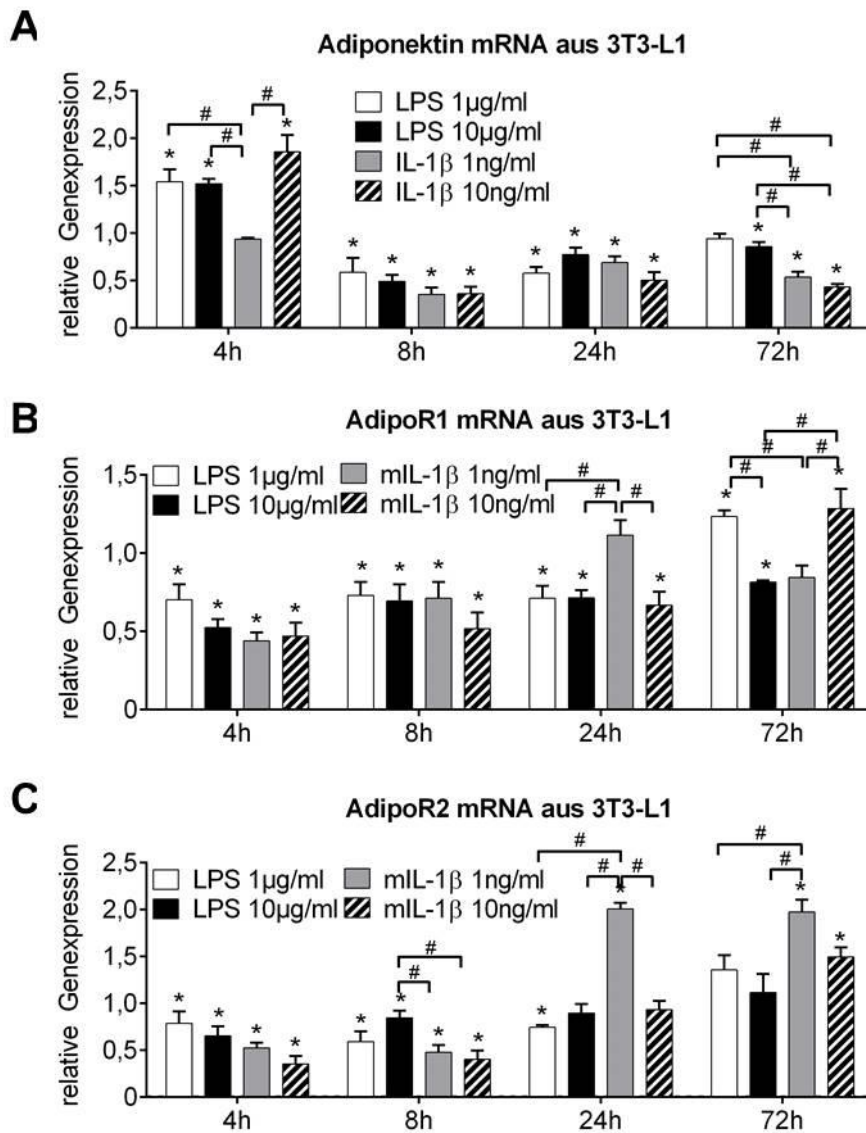 A
Adiponektin mRNA aus 3T3-L1
relative Genexpression
2,5
2,0
1,5
1,0
0,5
0
LPS 1µg/ml
LPS 10µg/ml
IL-1β 1ng/ml
IL-1β 10ng/ml
# # #
# # # #
* * *
* * * *
* * * *
* * *
4h 8h 24h 72h
B
AdipoR1 mRNA aus 3T3-L1
relative Genexpression
1,5
1,0
0,5
0
LPS 1µg/ml mIL-1β 1ng/ml
LPS 10µg/ml mIL-1β 10ng/ml
# # #
# # # #
* * * *
* * * *
* * *
* * *
4h 8h 24h 72h
C
AdipoR2 mRNA aus 3T3-L1
relative Genexpression
2,5
2,0
1,5
1,0
0,5
0
LPS 1µg/ml mIL-1β 1ng/ml
LPS 10µg/ml mIL-1β 10ng/ml
# #
# # #
# #
* * * *
* * * *
* *
* *
4h 8h 24h 72h